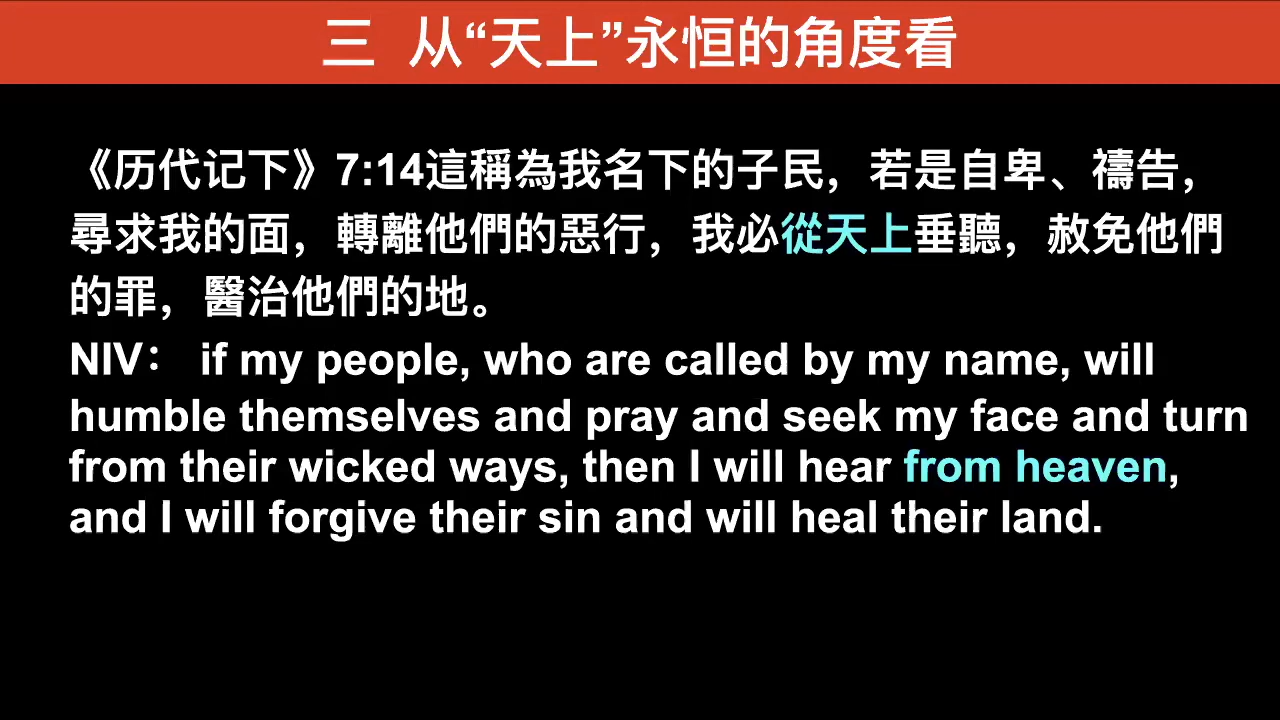 三 从“天上”永恒的角度看
《历代记下》7:14這稱為我名下的子民，若是自卑、禱告，
尋求我的面，轉離他們的惡行，我必從天上垂聽，赦免他們
的罪，醫治他們的地。
NIV： if my people, who are called by my name, will
humble themselves and pray and seek my face and turn
from their wicked ways, then I will hear from heaven,
and I will forgive their sin and will heal their land.